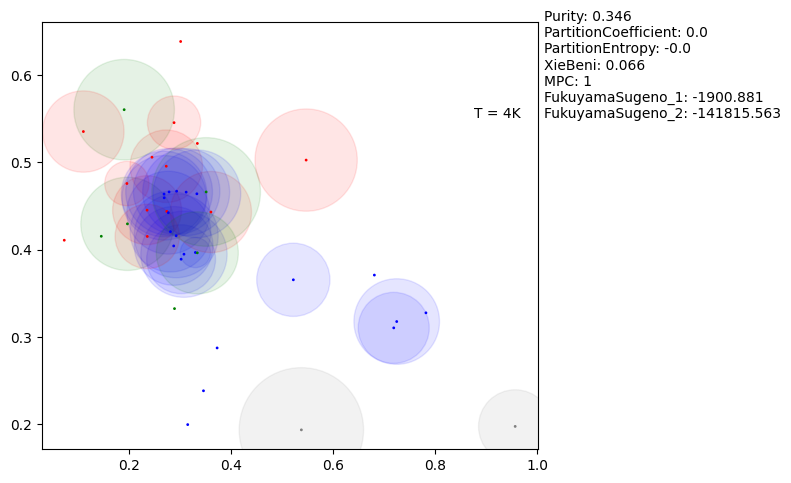 Purity: 0.346
PartitionCoefficient: 0.0
PartitionEntropy: -0.0
XieBeni: 0.066
MPC: 1
FukuyamaSugeno_1: -1900.881
FukuyamaSugeno_2: -141815.563
T = 4K
0.6
0.5
0.4
0.3
0.2
0.2
0.4
0.6
0.8
1.0